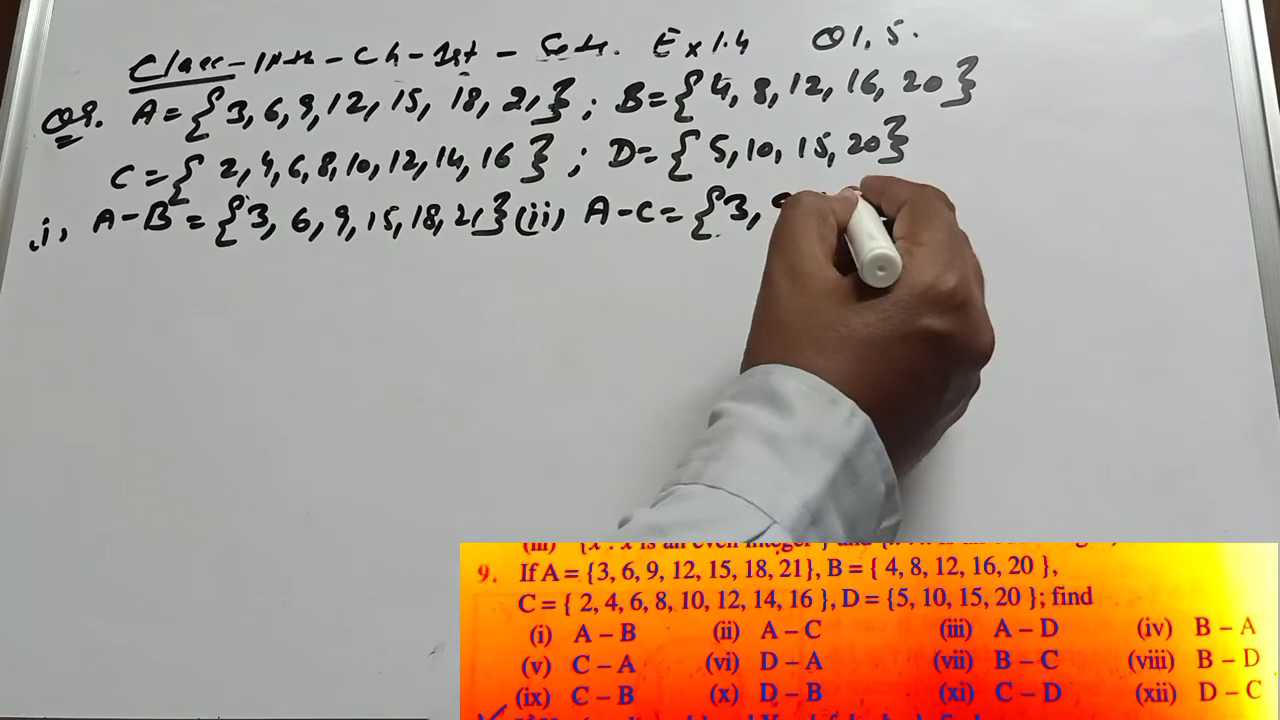 Class-11th-Ch-1st-Sets. Ex1.4 Q1.5.
Q9. A={3,6,9,12,15,18,21}; B={4,8,12,16,20}
C={2,4,6,8,10,12,14,16}; D={5,10,15,20}
i, A-B={3,6,9,15,18,21}(ii) A-C={3,
9. If A = {3, 6, 9, 12, 15, 18, 21}, B = { 4, 8, 12, 16, 20 },
C = { 2, 4, 6, 8, 10, 12, 14, 16 }, D = {5, 10, 15, 20 }; find
(i) A – B (ii) A – C (iii) A – D (iv) B – A
(v) C – A (vi) D – A (vii) B – C (viii) B – D
(ix) C – B (x) D – B (xi) C – D (xii) D – C